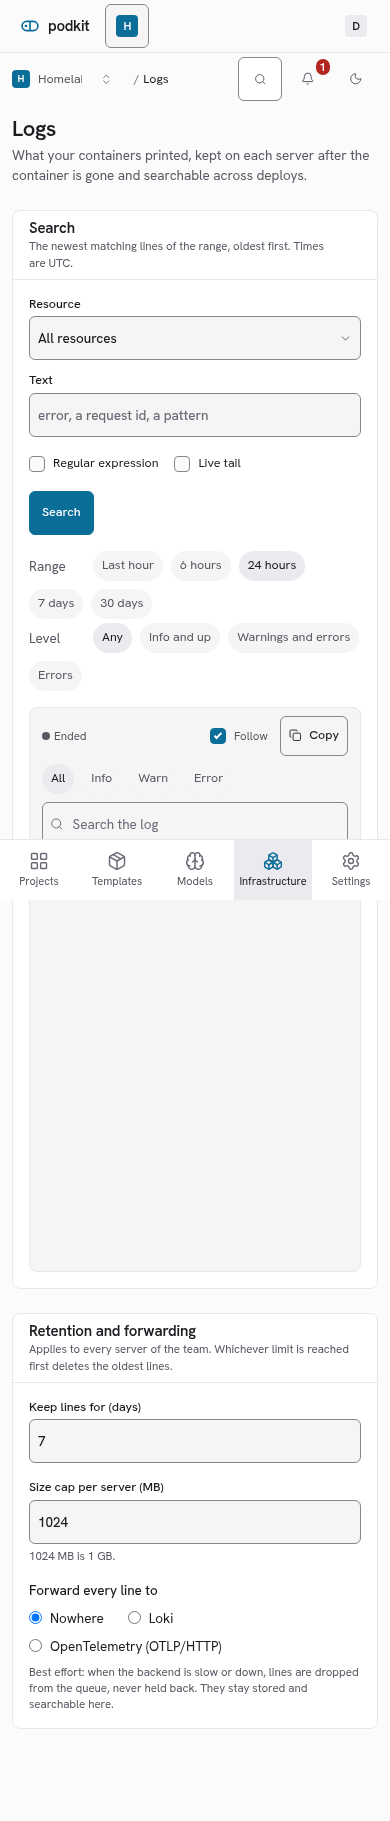 podkit
H
D
H
Homelal
/ Logs
1
Logs
What your containers printed, kept on each server after the
container is gone and searchable across deploys.
Search
The newest matching lines of the range, oldest first. Times
are UTC.
Resource
All resources
Text
error, a request id, a pattern
Regular expression
Live tail
Search
Range
Last hour
6 hours
24 hours
7 days
30 days
Level
Any
Info and up
Warnings and errors
Errors
Ended
Follow
Copy
All
Info
Warn
Error
Search the log
Projects
Templates
Models
Infrastructure
Settings
Retention and forwarding
Applies to every server of the team. Whichever limit is reached
first deletes the oldest lines.
Keep lines for (days)
7
Size cap per server (MB)
1024
1024 MB is 1 GB.
Forward every line to
Nowhere
Loki
OpenTelemetry (OTLP/HTTP)
Best effort: when the backend is slow or down, lines are dropped
from the queue, never held back. They stay stored and
searchable here.